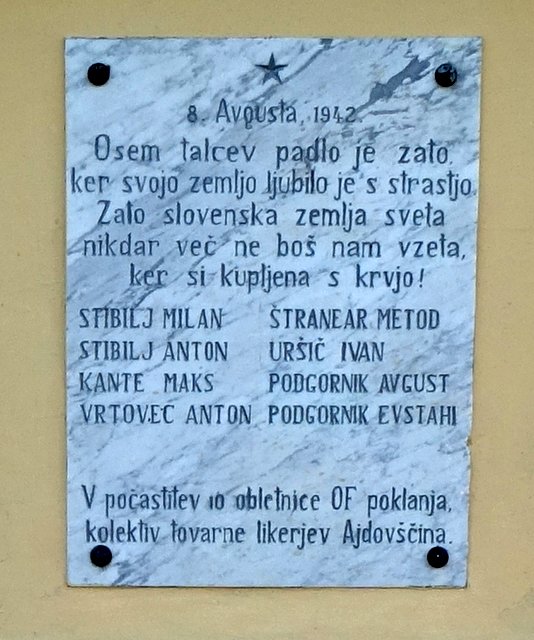 8. Avgusta, 1942.
Osem talcev padlo je zato,
ker svojo zemljo ljubilo je s strastjo.
Zato slovenska zemlja sveta
nikdar več ne boš nam vzeta,
ker si kupljena s krvjo!
STIBILJ MILAN ŠTRANEAR METOD
STIBILJ ANTON URŠIČ IVAN
KANTE MAKS PODGORNIK AVGUST
VRTOVEC ANTON PODGORNIK EVSTAHI
V počastitev 10 obletnice OF poklanja,
kolektiv tovarne likerjev Ajdovščina.